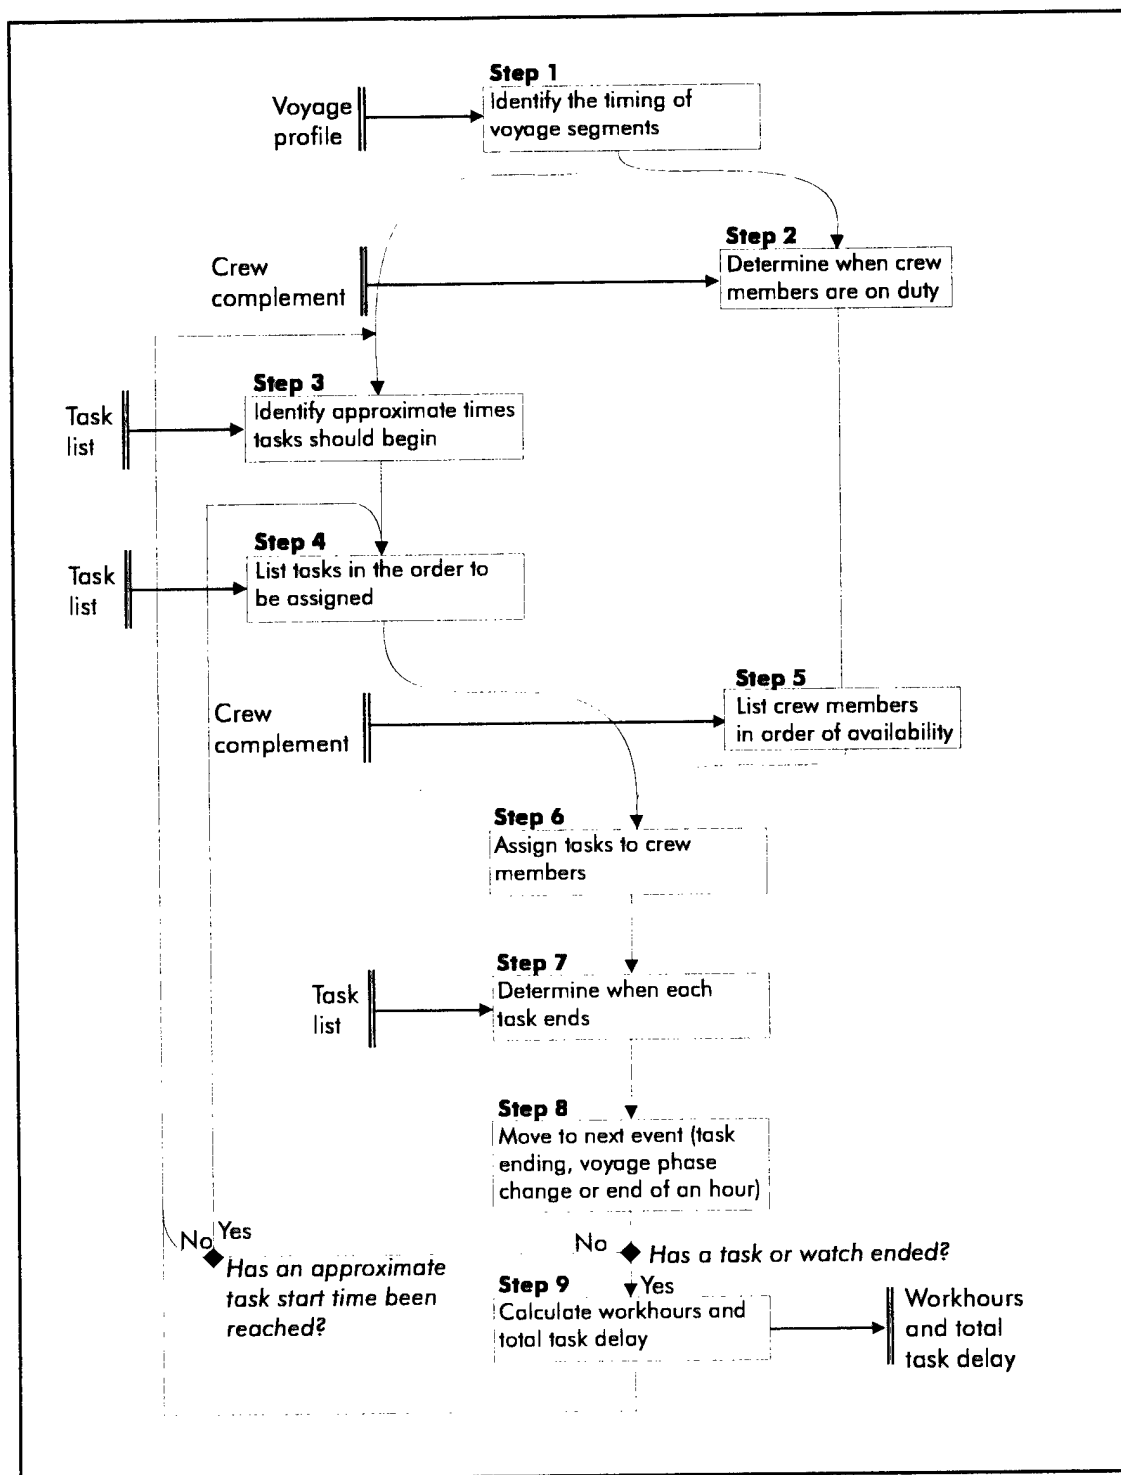 Step 1
Voyage
profile
Identify the timing of
voyage segments
Step 2
Crew
complement
Determine when crew
members are on duty
Step 3
Task
list
Identify approximate times
tasks should begin
Step 4
Task
list
List tasks in the order to
be assigned
Step 5
Crew
complement
List crew members
in order of availability
Step 6
Assign tasks to crew
members
Step 7
Task
list
Determine when each
task ends
Step 8
Move to next event (task
ending, voyage phase
change or end of an hour)
No Yes
Has an approximate
task start time been
reached?
No
Has a task or watch ended?
Yes
Step 9
Calculate workhours and
total task delay
Workhours
and total
task delay